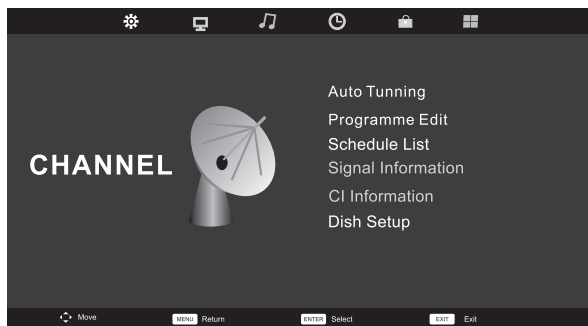 Auto Tunning
Programme Edit
Schedule List
CHANNEL
Signal Information
CI Information
Dish Setup
Move
MENU Return
ENTER Select
EXIT Exit